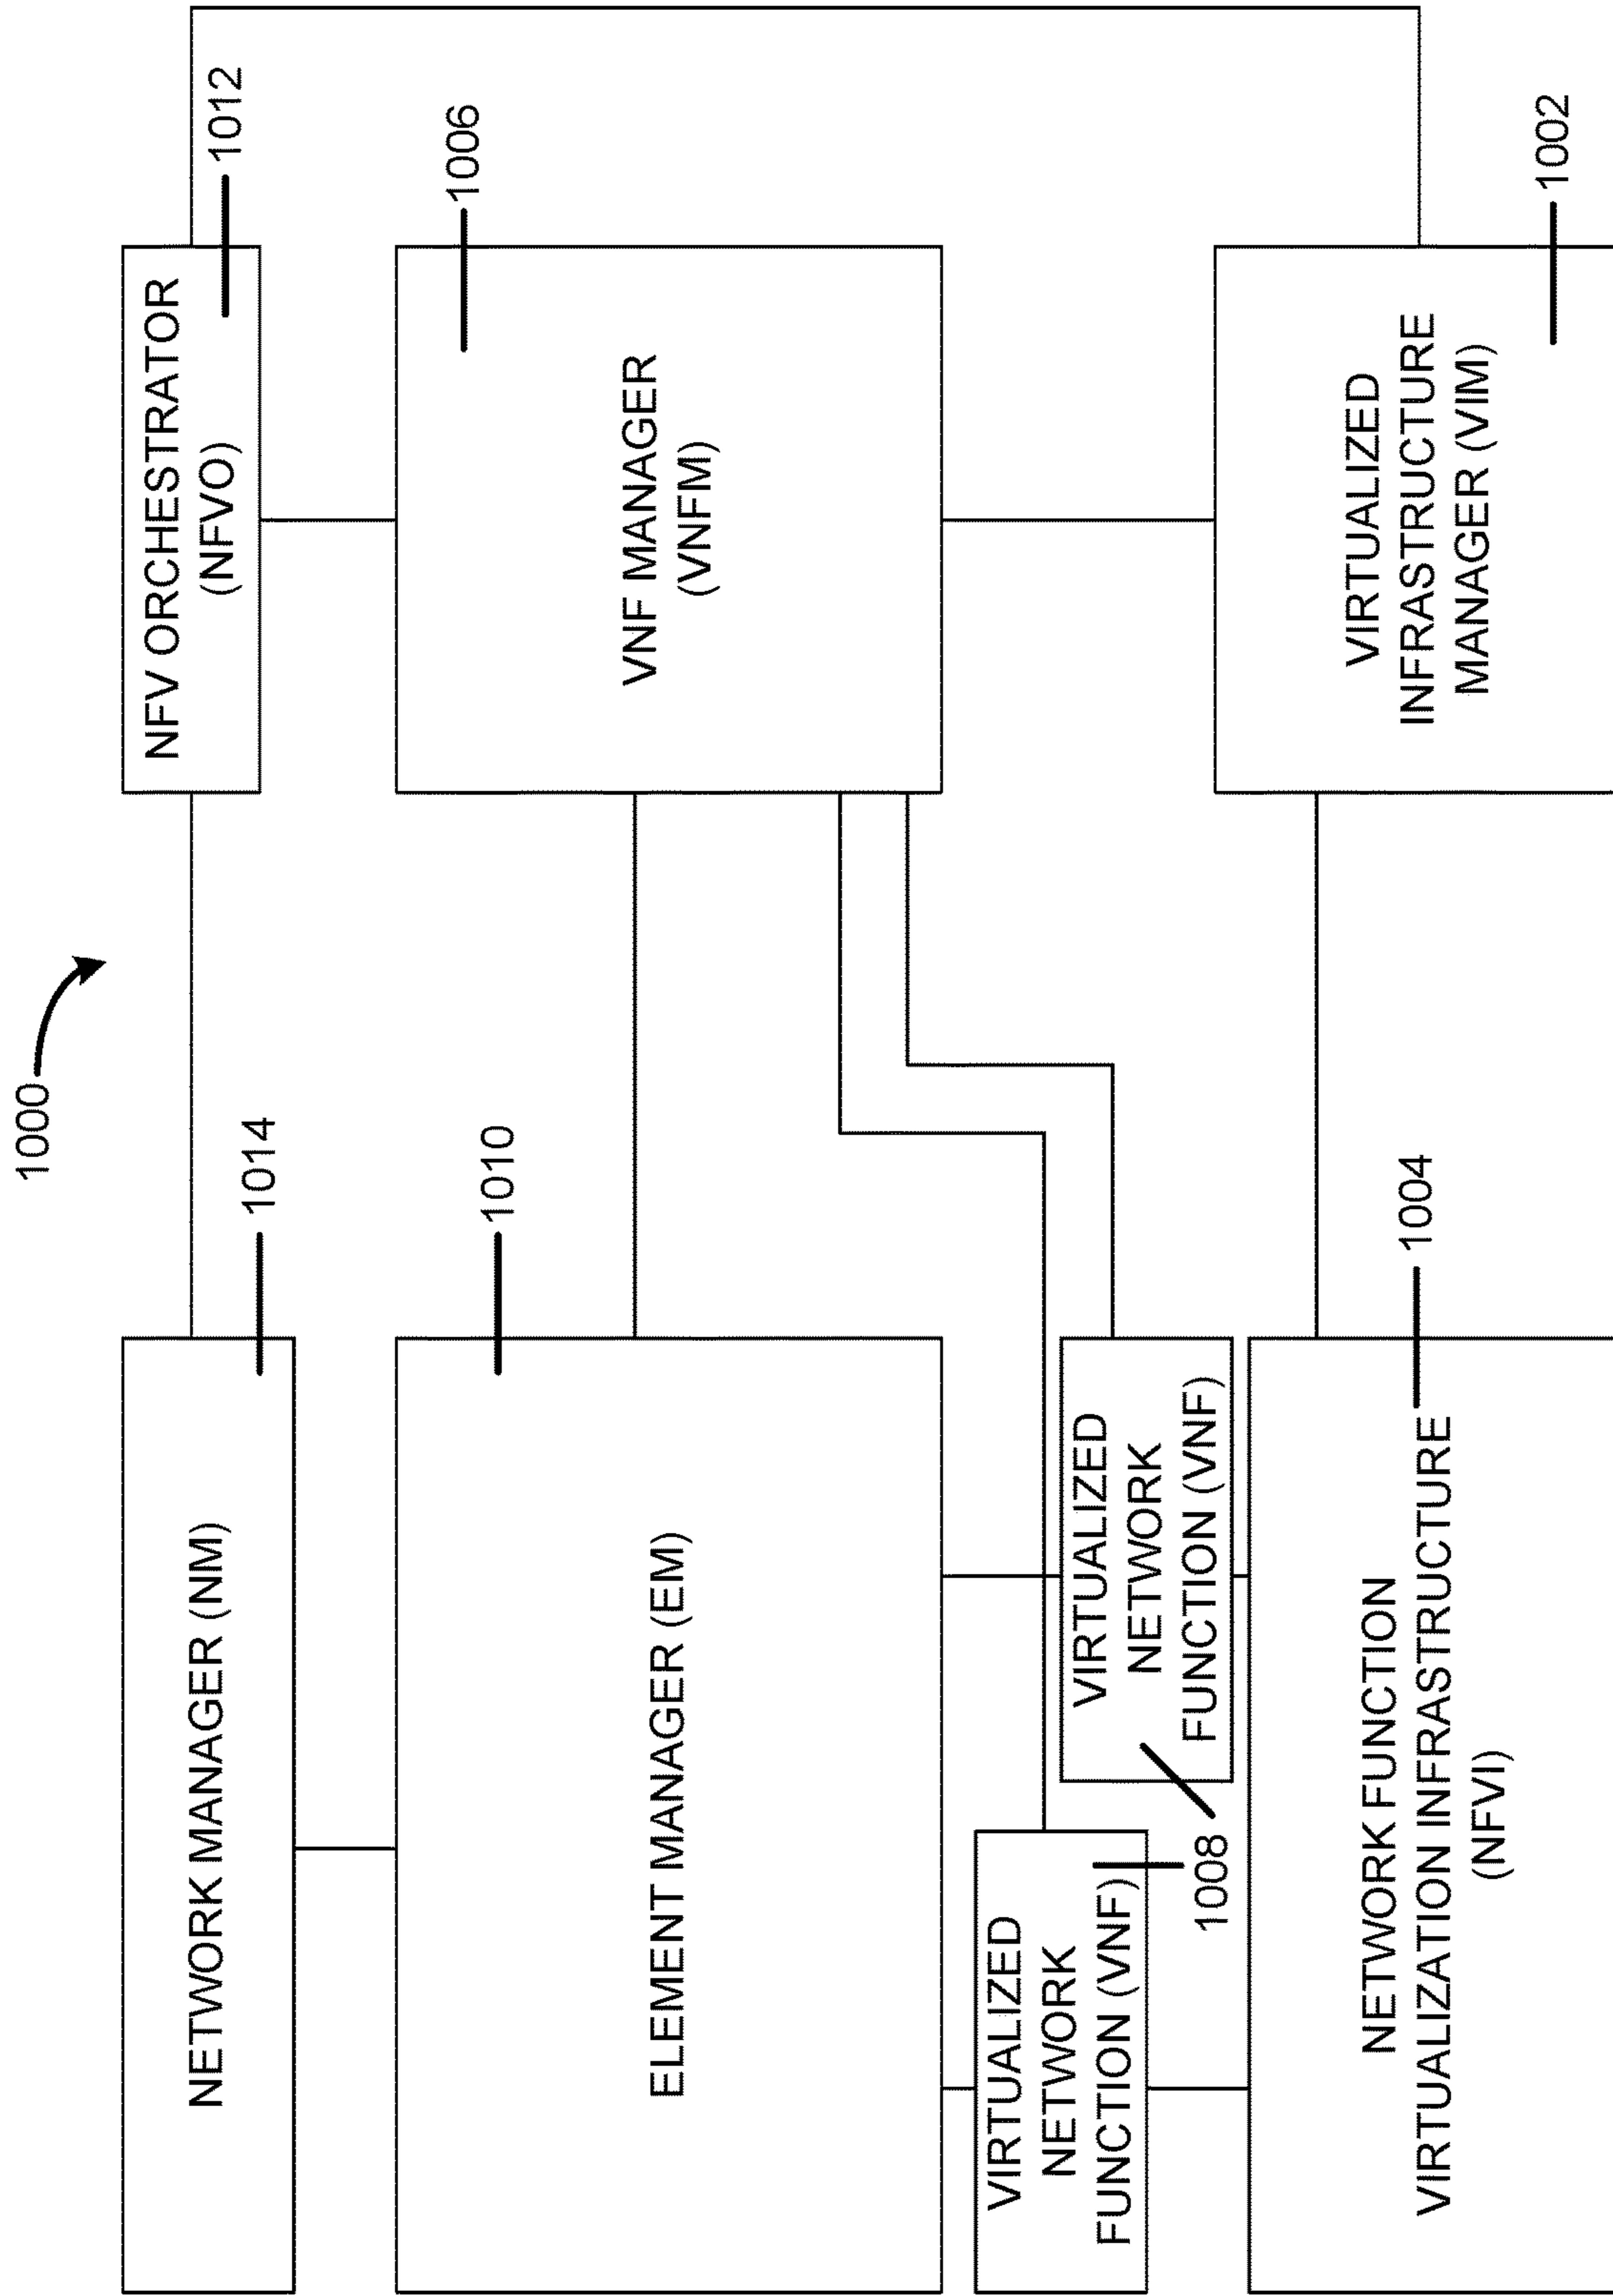 1000
NETWORK MANAGER (NM)
1014
NFV ORCHESTRATOR
(NFVO)
1012
ELEMENT MANAGER (EM)
1010
VNF MANAGER
(VNFM)
1006
VIRTUALIZED
NETWORK
FUNCTION (VNF)
1008
VIRTUALIZED
NETWORK
FUNCTION (VNF)
NETWORK FUNCTION
VIRTUALIZATION INFRASTRUCTURE
(NFVI)
1004
VIRTUALIZED
INFRASTRUCTURE
MANAGER (VIM)
1002